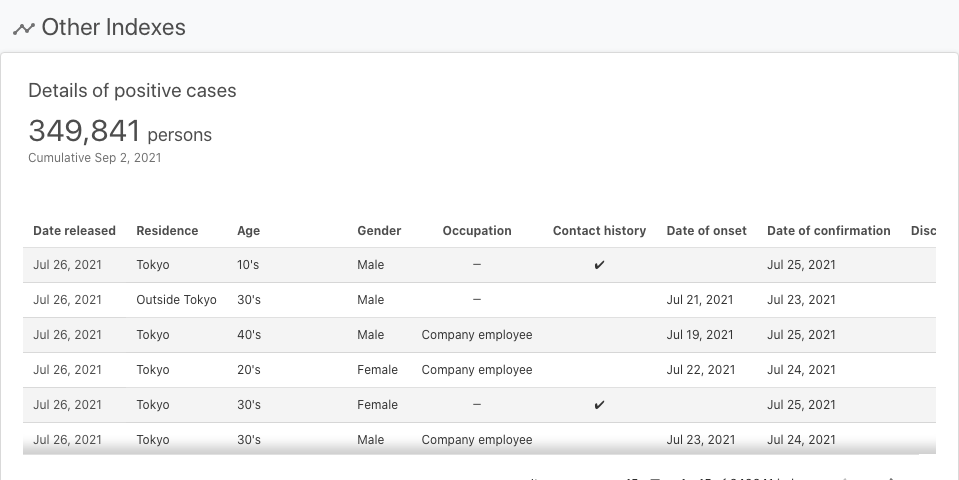 Other Indexes
Details of positive cases
349,841 persons
Cumulative Sep 2, 2021
Date released Residence Age Gender Occupation Contact history Date of onset Date of confirmation Disc
Jul 26, 2021 Tokyo 10's Male – ✔ Jul 25, 2021
Jul 26, 2021 Outside Tokyo 30's Male – Jul 21, 2021 Jul 23, 2021
Jul 26, 2021 Tokyo 40's Male Company employee Jul 19, 2021 Jul 25, 2021
Jul 26, 2021 Tokyo 20's Female Company employee Jul 22, 2021 Jul 24, 2021
Jul 26, 2021 Tokyo 30's Female – ✔ Jul 25, 2021
Jul 26, 2021 Tokyo 30's Male Company employee Jul 23, 2021 Jul 24, 2021